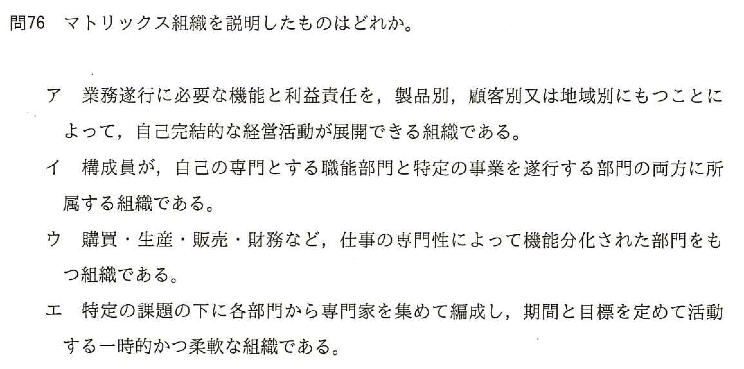 問76 マトリックス組織を説明したものはどれか。
ア 業務遂行に必要な機能と利益責任を，製品別，顧客別又は地域別にもつことに
よって，自己完結的な経営活動が展開できる組織である。
イ 構成員が，自己の専門とする職能部門と特定の事業を遂行する部門の両方に所
属する組織である。
ウ 購買・生産・販売・財務など，仕事の専門性によって機能分化された部門をも
つ組織である。
エ 特定の課題の下に各部門から専門家を集めて編成し，期間と目標を定めて活動
する一時的かつ柔軟な組織である。